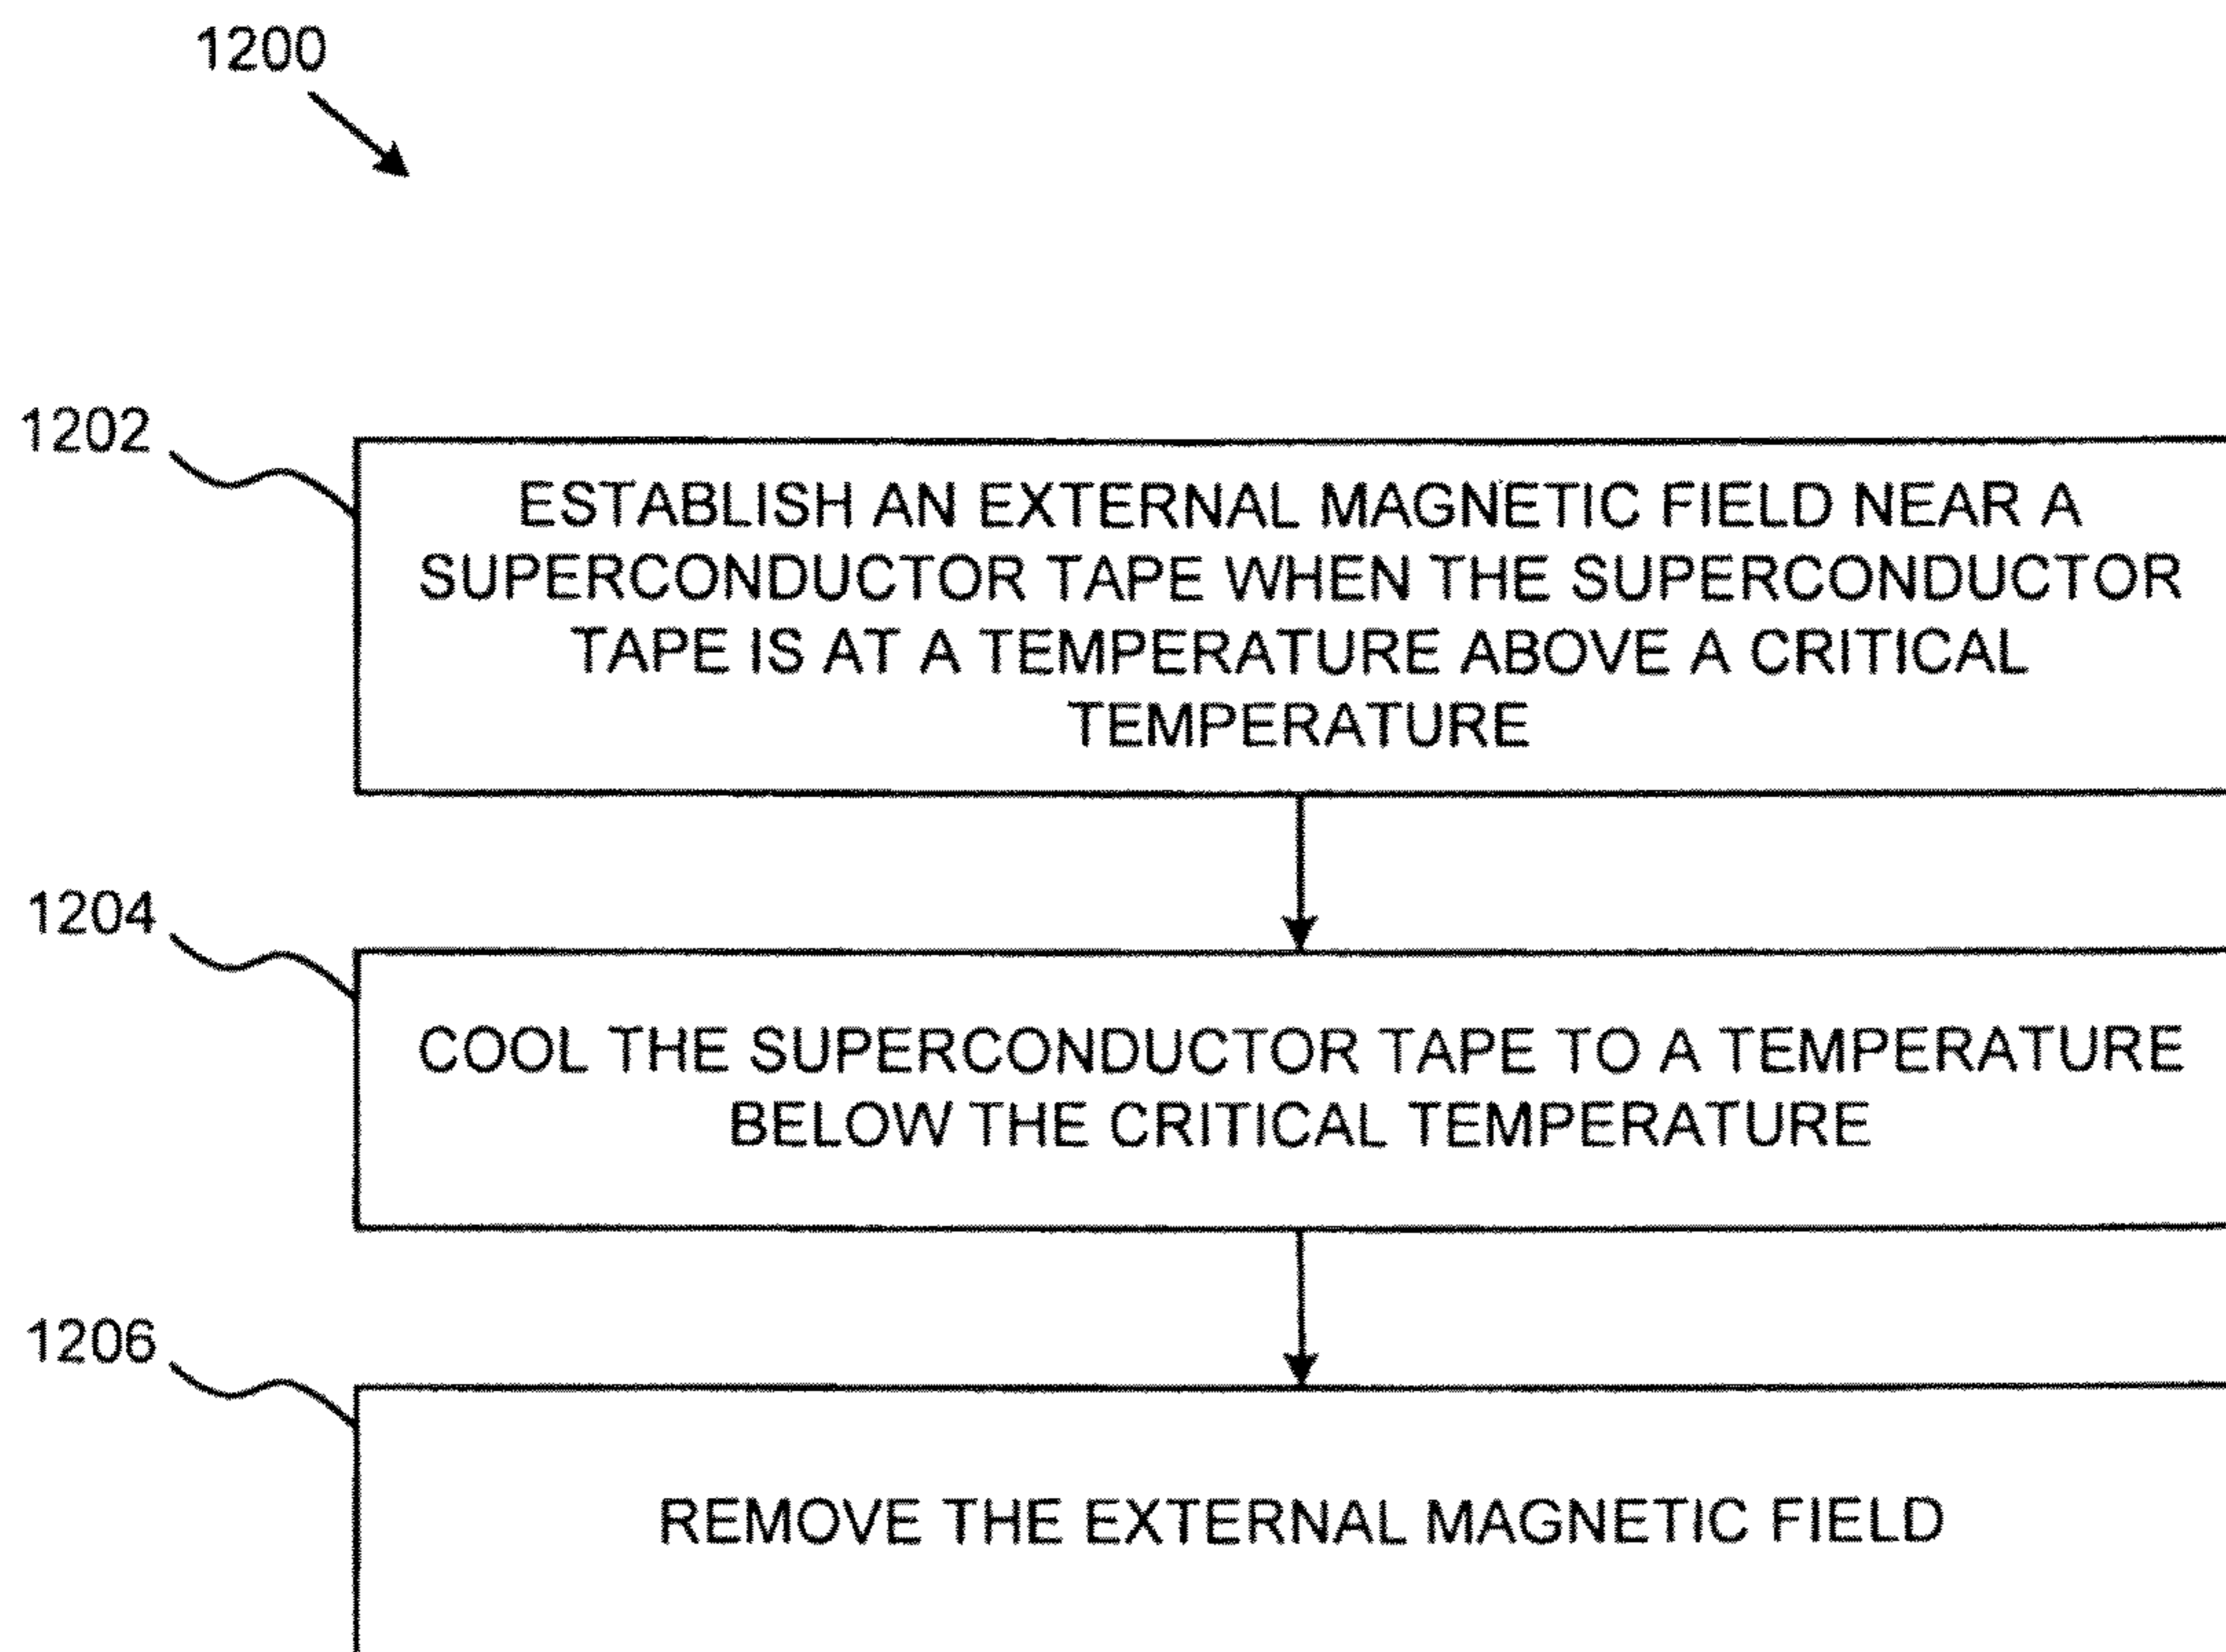 1200
1202
ESTABLISH AN EXTERNAL MAGNETIC FIELD NEAR A
SUPERCONDUCTOR TAPE WHEN THE SUPERCONDUCTOR
TAPE IS AT A TEMPERATURE ABOVE A CRITICAL
TEMPERATURE
1204
COOL THE SUPERCONDUCTOR TAPE TO A TEMPERATURE
BELOW THE CRITICAL TEMPERATURE
1206
REMOVE THE EXTERNAL MAGNETIC FIELD